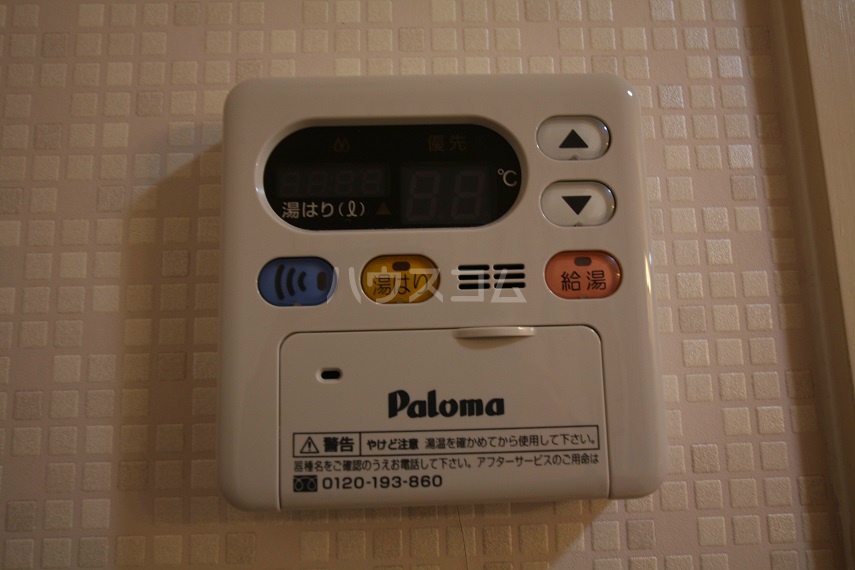 優先
88:88 88 ℃
湯はり(ℓ) ▲
▲
▼
湯はり
給湯
ハウスコム
Paloma
⚠警告 やけど注意 湯温を確かめてから使用して下さい。
器種名をご確認のうえお電話して下さい。アフターサービスのご用命は
0120-193-860